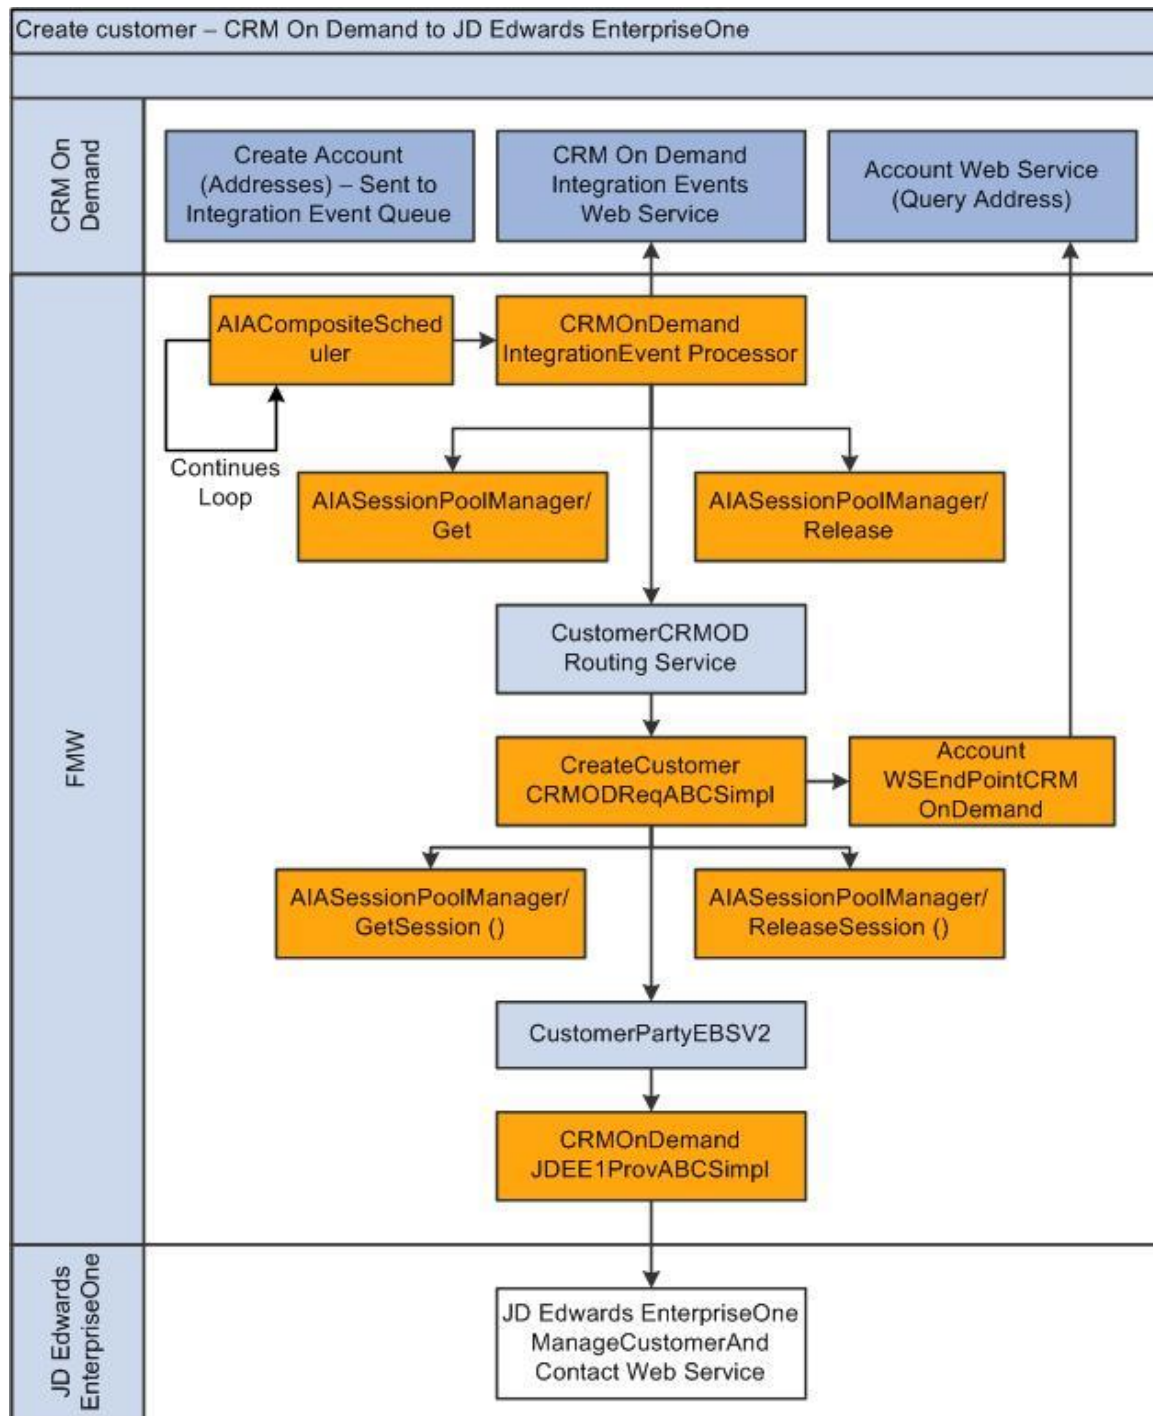 Create customer – CRM On Demand to JD Edwards EnterpriseOne
CRM On
Demand
Create Account
(Addresses) – Sent to
Integration Event Queue
CRM On Demand
Integration Events
Web Service
Account Web Service
(Query Address)
FMW
AIACompositeSched
uler
CRMOnDemand
IntegrationEvent Processor
Continues
Loop
AIASessionPoolManager/
Get
AIASessionPoolManager/
Release
CustomerCRMOD
Routing Service
CreateCustomer
CRMODReqABCSimpl
Account
WSEndPointCRM
OnDemand
AIASessionPoolManager/
GetSession ()
AIASessionPoolManager/
ReleaseSession ()
CustomerPartyEBSV2
CRMOnDemand
JDEE1ProvABCSimpl
JD Edwards
EnterpriseOne
JD Edwards EnterpriseOne
ManageCustomerAnd
Contact Web Service